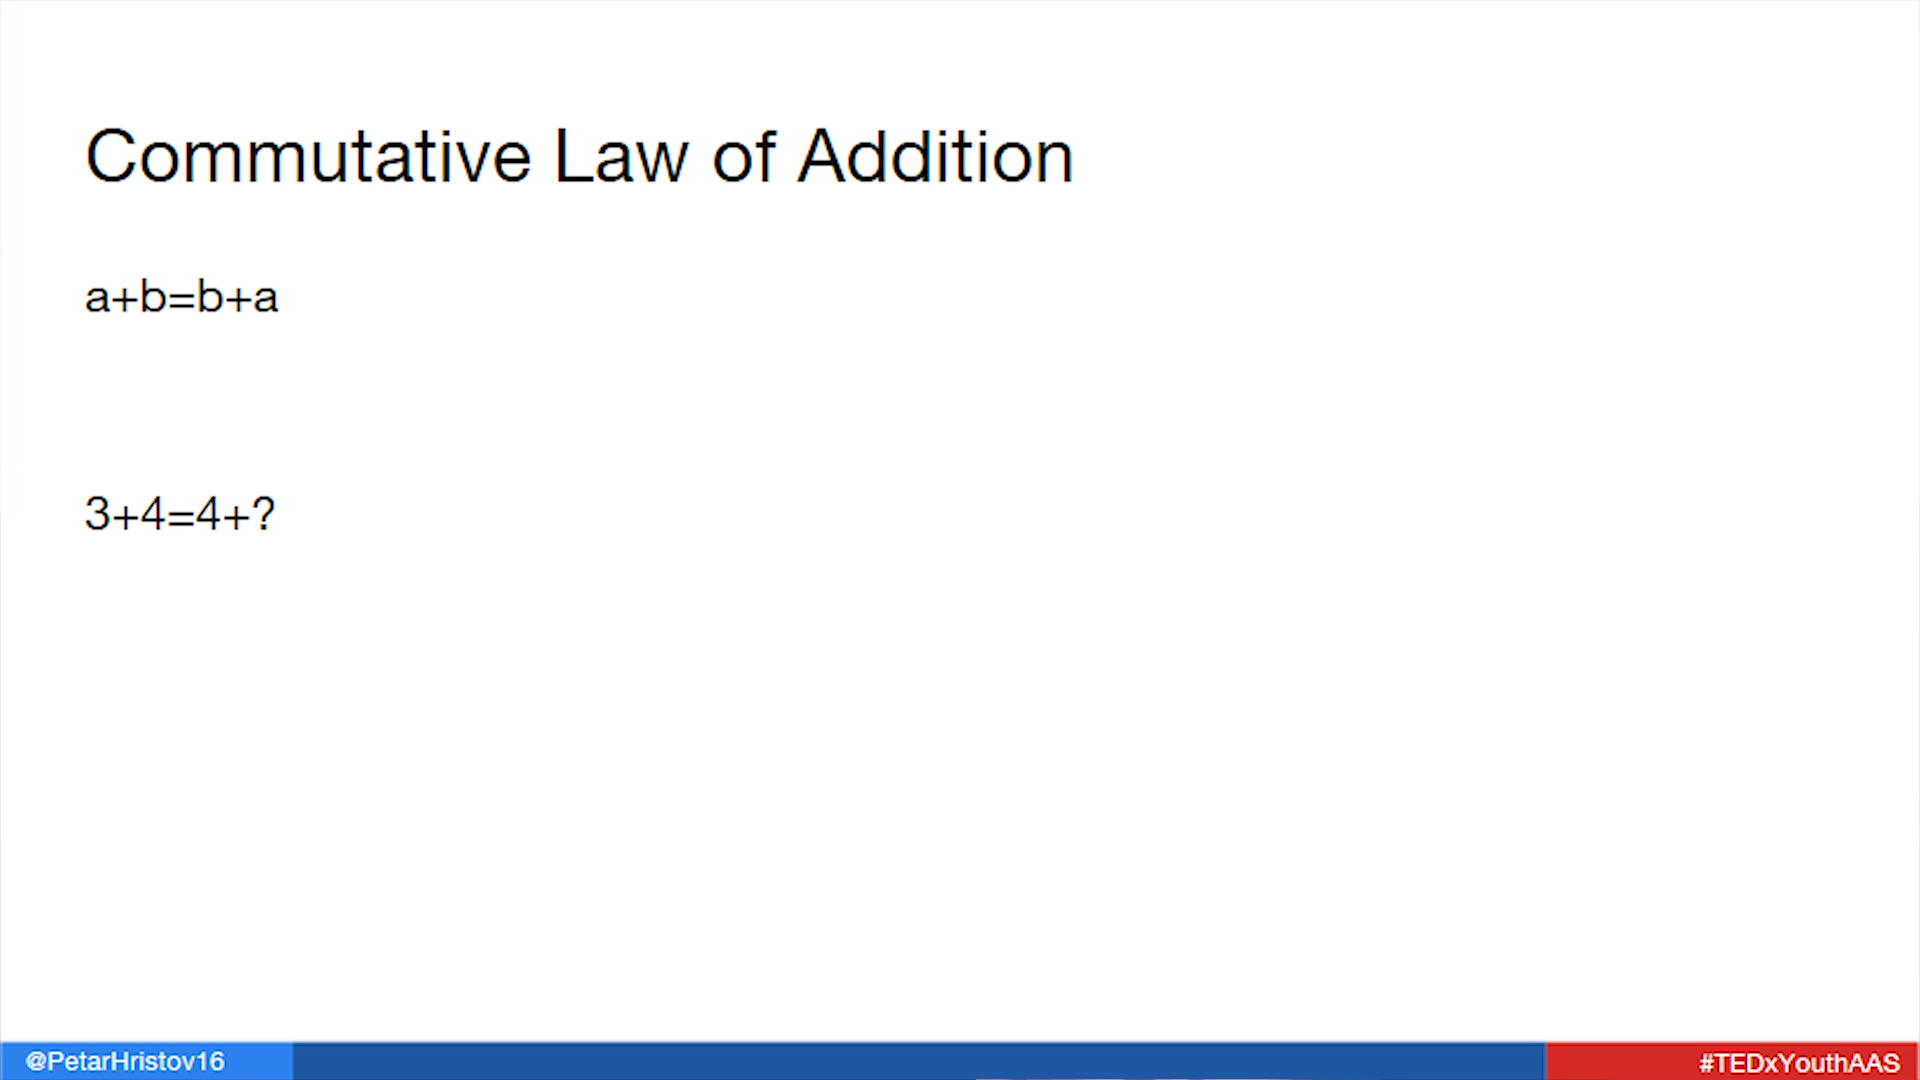 Commutative Law of Addition
a+b=b+a
3+4=4+?
@PetarHristov16
#TEDxYouthAAS